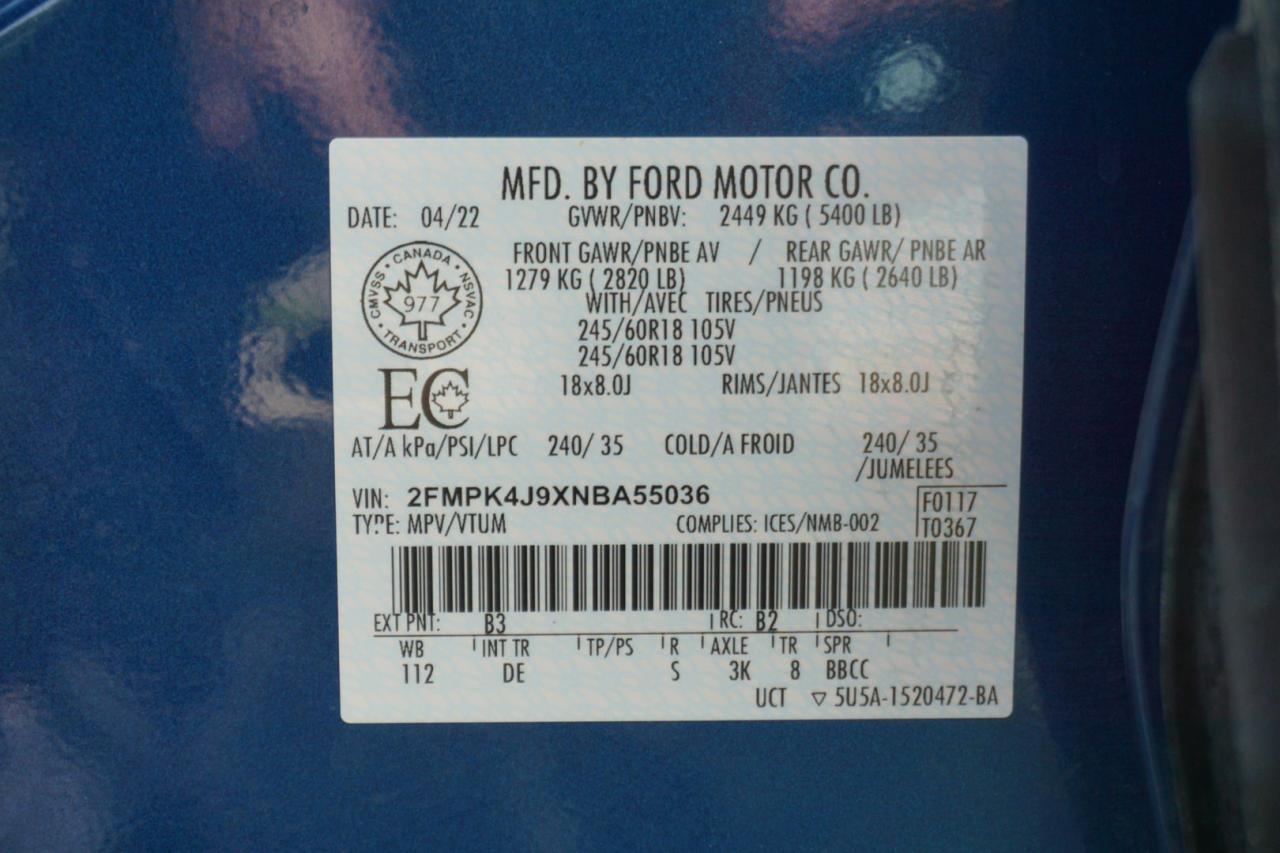 MFD. BY FORD MOTOR CO.
DATE: 04/22 GVWR/PNBV: 2449 KG ( 5400 LB)
FRONT GAWR/PNBE AV / REAR GAWR/ PNBE AR
1279 KG ( 2820 LB) 1198 KG ( 2640 LB)
WITH/AVEC TIRES/PNEUS
245/60R18 105V
245/60R18 105V
18x8.0J RIMS/JANTES 18x8.0J
CANADA
CMVSS 977 NSVAC
TRANSPORT
EC
AT/A kPa/PSI/LPC 240/ 35 COLD/A FROID 240/ 35
/JUMELEES
VIN: 2FMPK4J9XNBA55036
F0117
TYPE: MPV/VTUM COMPLIES: ICES/NMB-002 T0367
EXT PNT: B3 RC: B2 DSO:
WB INT TR TP/PS R AXLE TR SPR
112 DE S 3K 8 BBCC
UCT ▽ 5U5A-1520472-BA